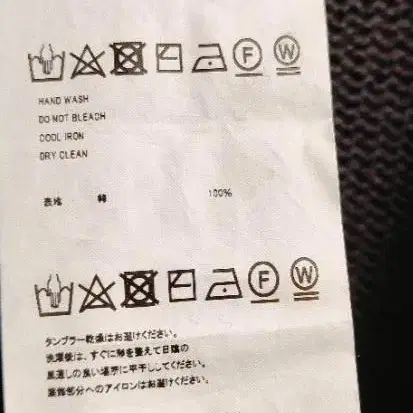 F W
HAND WASH
DO NOT BLEACH
COOL IRON
DRY CLEAN
表地 綿 100%
F W
タンブラー乾燥はお避けください。
洗濯後は、すぐに形を整えて日陰の
風通しの良い場所に平干ししてください。
装飾部分へのアイロンはお避けください。